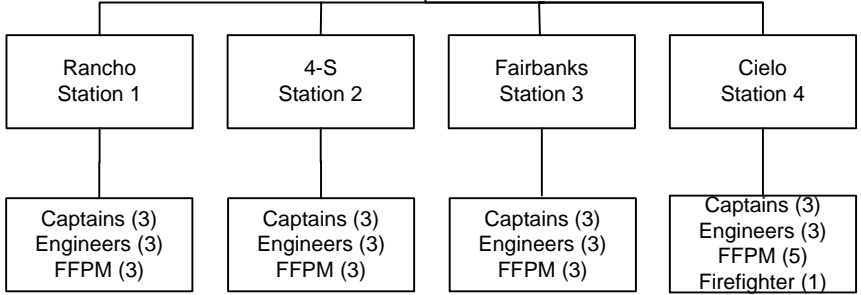 Rancho
Station 1
4-S
Station 2
Fairbanks
Station 3
Cielo
Station 4
Captains (3)
Engineers (3)
FFPM (3)
Captains (3)
Engineers (3)
FFPM (3)
Captains (3)
Engineers (3)
FFPM (3)
Captains (3)
Engineers (3)
FFPM (5)
Firefighter (1)